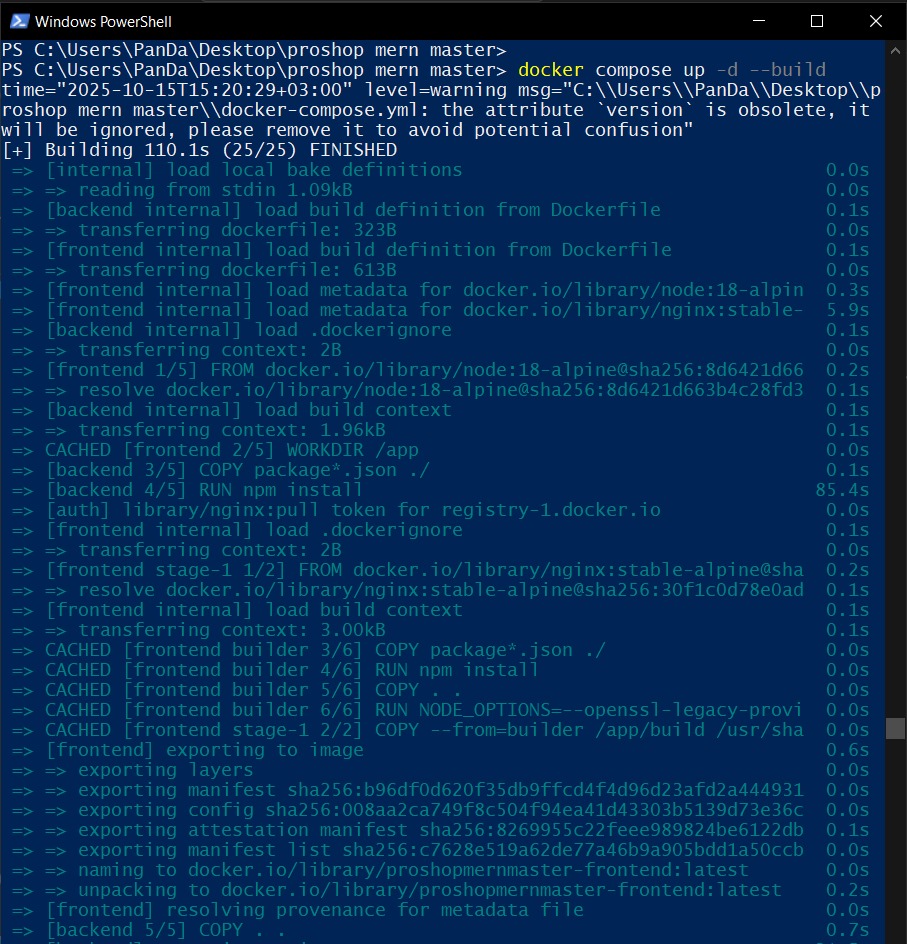 Windows PowerShell
PS C:\Users\PanDa\Desktop\proshop mern master>
PS C:\Users\PanDa\Desktop\proshop mern master> docker compose up -d --build
time="2025-10-15T15:20:29+03:00" level=warning msg="C:\\Users\\PanDa\\Desktop\\p
roshop mern master\\docker-compose.yml: the attribute `version` is obsolete, it
will be ignored, please remove it to avoid potential confusion"
[+] Building 110.1s (25/25) FINISHED
=> [internal] load local bake definitions 0.0s
=> => reading from stdin 1.09kB 0.0s
=> [backend internal] load build definition from Dockerfile 0.1s
=> => transferring dockerfile: 323B 0.0s
=> [frontend internal] load build definition from Dockerfile 0.1s
=> => transferring dockerfile: 613B 0.0s
=> [frontend internal] load metadata for docker.io/library/node:18-alpin 0.3s
=> [frontend internal] load metadata for docker.io/library/nginx:stable- 5.9s
=> [backend internal] load .dockerignore 0.1s
=> => transferring context: 2B 0.0s
=> [frontend 1/5] FROM docker.io/library/node:18-alpine@sha256:8d6421d66 0.2s
=> => resolve docker.io/library/node:18-alpine@sha256:8d6421d663b4c28fd3 0.1s
=> [backend internal] load build context 0.1s
=> => transferring context: 1.96kB 0.1s
=> CACHED [frontend 2/5] WORKDIR /app 0.0s
=> [backend 3/5] COPY package*.json ./ 0.1s
=> [backend 4/5] RUN npm install 85.4s
=> [auth] library/nginx:pull token for registry-1.docker.io 0.0s
=> [frontend internal] load .dockerignore 0.1s
=> => transferring context: 2B 0.0s
=> [frontend stage-1 1/2] FROM docker.io/library/nginx:stable-alpine@sha 0.2s
=> => resolve docker.io/library/nginx:stable-alpine@sha256:30f1c0d78e0ad 0.1s
=> [frontend internal] load build context 0.1s
=> => transferring context: 3.00kB 0.1s
=> CACHED [frontend builder 3/6] COPY package*.json ./ 0.0s
=> CACHED [frontend builder 4/6] RUN npm install 0.0s
=> CACHED [frontend builder 5/6] COPY . . 0.0s
=> CACHED [frontend builder 6/6] RUN NODE_OPTIONS=--openssl-legacy-provi 0.0s
=> CACHED [frontend stage-1 2/2] COPY --from=builder /app/build /usr/sha 0.0s
=> [frontend] exporting to image 0.6s
=> => exporting layers 0.0s
=> => exporting manifest sha256:b96df0d620f35db9ffcd4f4d96d23afd2a444931 0.0s
=> => exporting config sha256:008aa2ca749f8c504f94ea41d43303b5139d73e36c 0.0s
=> => exporting attestation manifest sha256:8269955c22feee989824be6122db 0.1s
=> => exporting manifest list sha256:c7628e519a62de77a46b9a905bdd1a50ccb 0.0s
=> => naming to docker.io/library/proshopmernmaster-frontend:latest 0.0s
=> => unpacking to docker.io/library/proshopmernmaster-frontend:latest 0.2s
=> [frontend] resolving provenance for metadata file 0.0s
=> [backend 5/5] COPY . . 0.7s